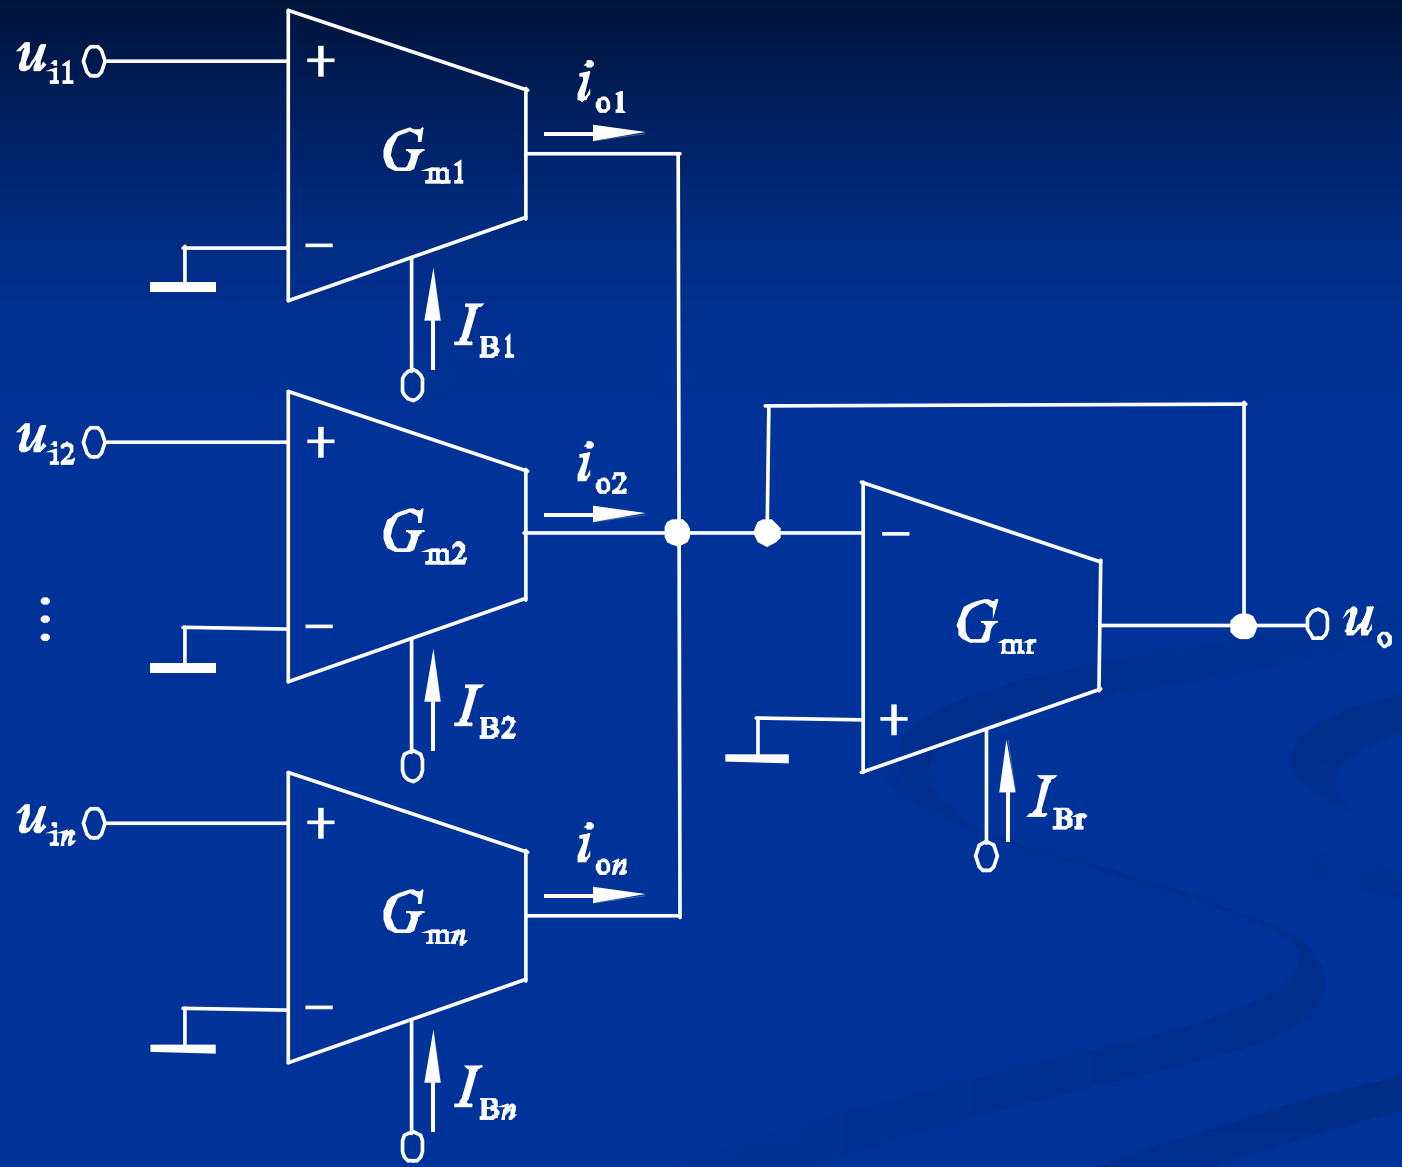 u_i1
+
i_o1
G_m1
−
I_B1
u_i2
+
i_o2
G_m2
−
I_B2
⋮
−
G_mr
u_o
+
I_Br
u_in
+
i_on
G_mn
−
I_Bn